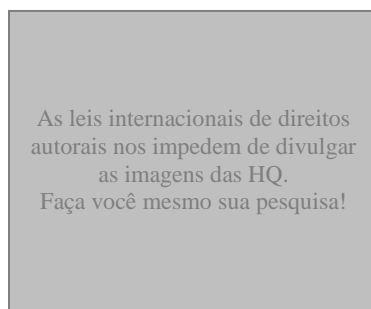 As leis internacionais de direitos
autorais nos impedem de divulgar
as imagens das HQ.
Faça você mesmo sua pesquisa!